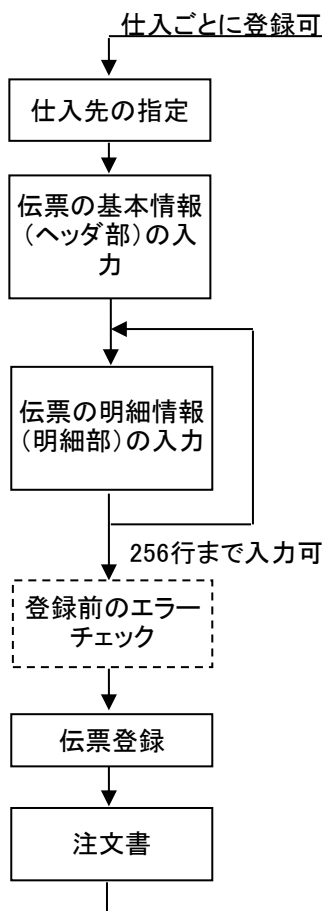 仕入ごとに登録可
仕入先の指定
伝票の基本情報
（ヘッダ部）の入
力
伝票の明細情報
（明細部）の入力
256行まで入力可
登録前のエラー
チェック
伝票登録
注文書